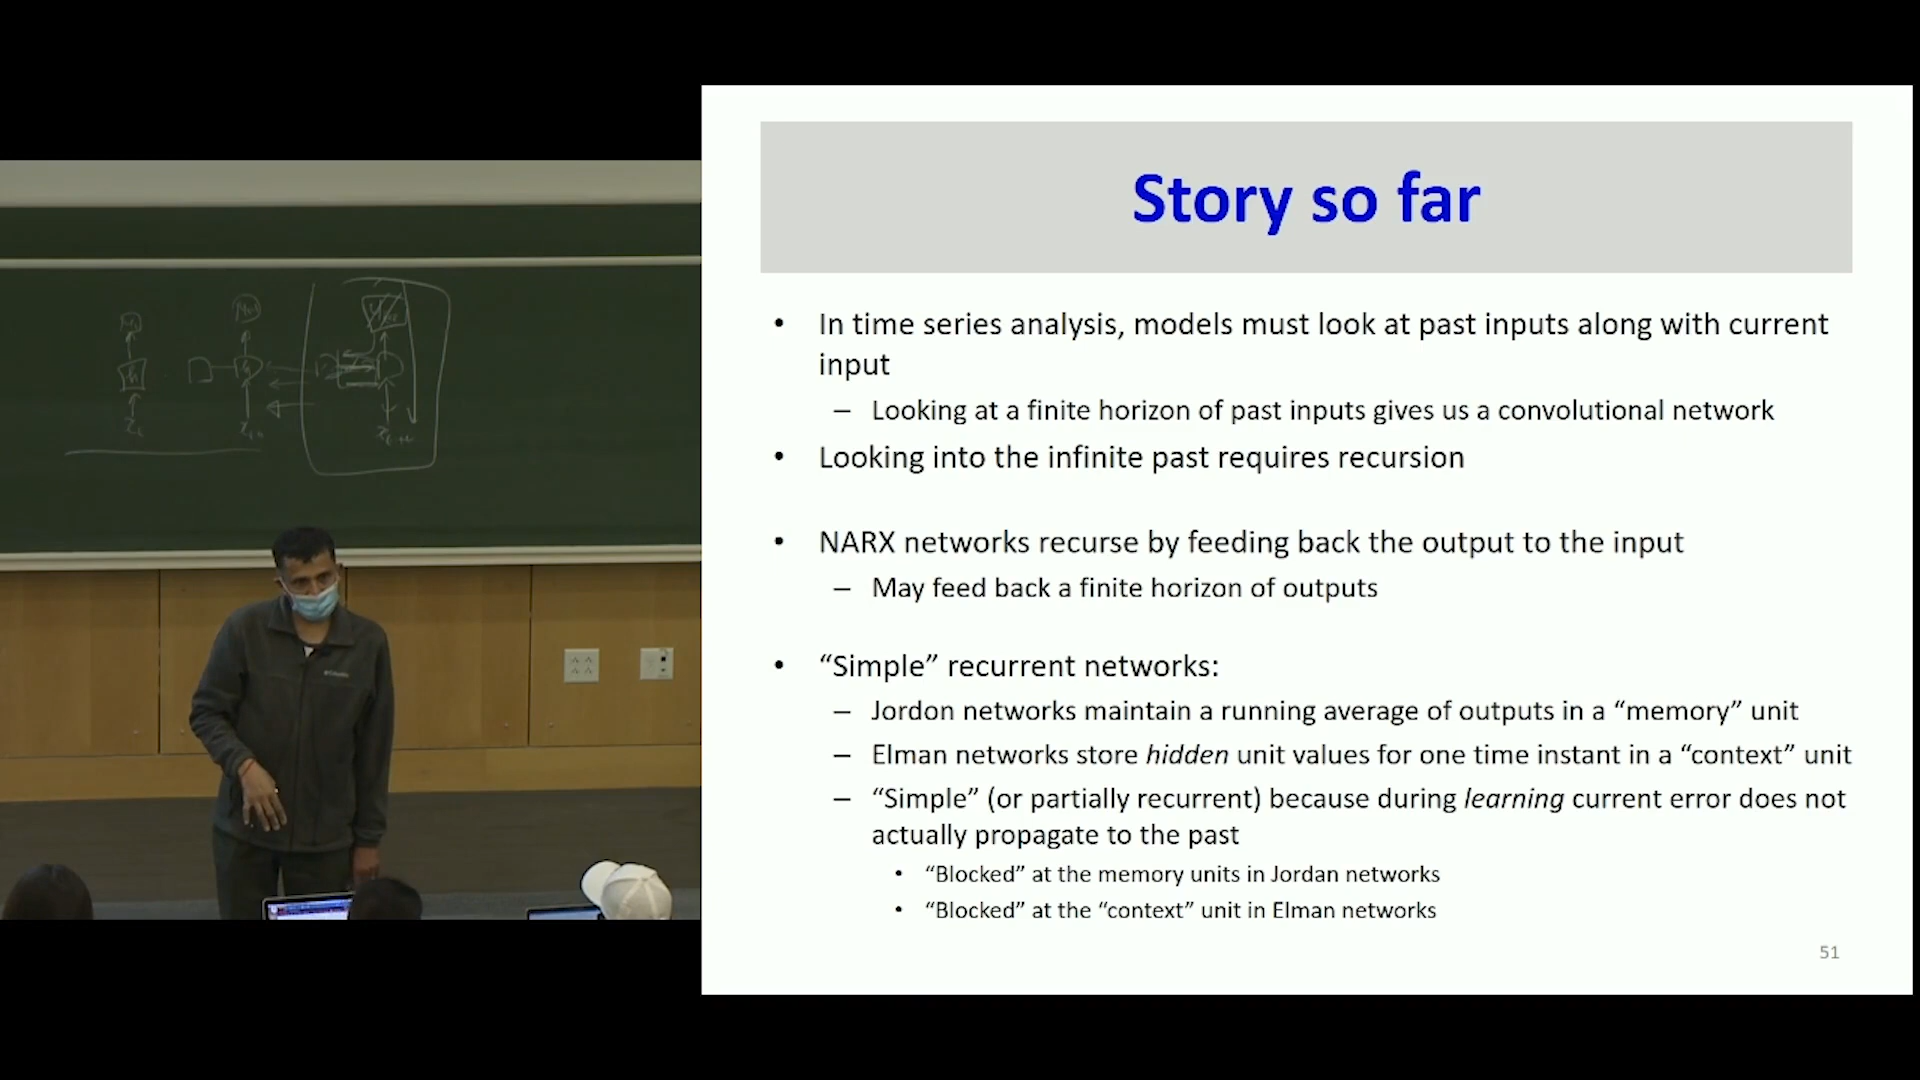 Story so far
• In time series analysis, models must look at past inputs along with current
input
– Looking at a finite horizon of past inputs gives us a convolutional network
• Looking into the infinite past requires recursion
• NARX networks recurse by feeding back the output to the input
– May feed back a finite horizon of outputs
• “Simple” recurrent networks:
– Jordon networks maintain a running average of outputs in a “memory” unit
– Elman networks store hidden unit values for one time instant in a “context” unit
– “Simple” (or partially recurrent) because during learning current error does not
actually propagate to the past
• “Blocked” at the memory units in Jordan networks
• “Blocked” at the “context” unit in Elman networks
51